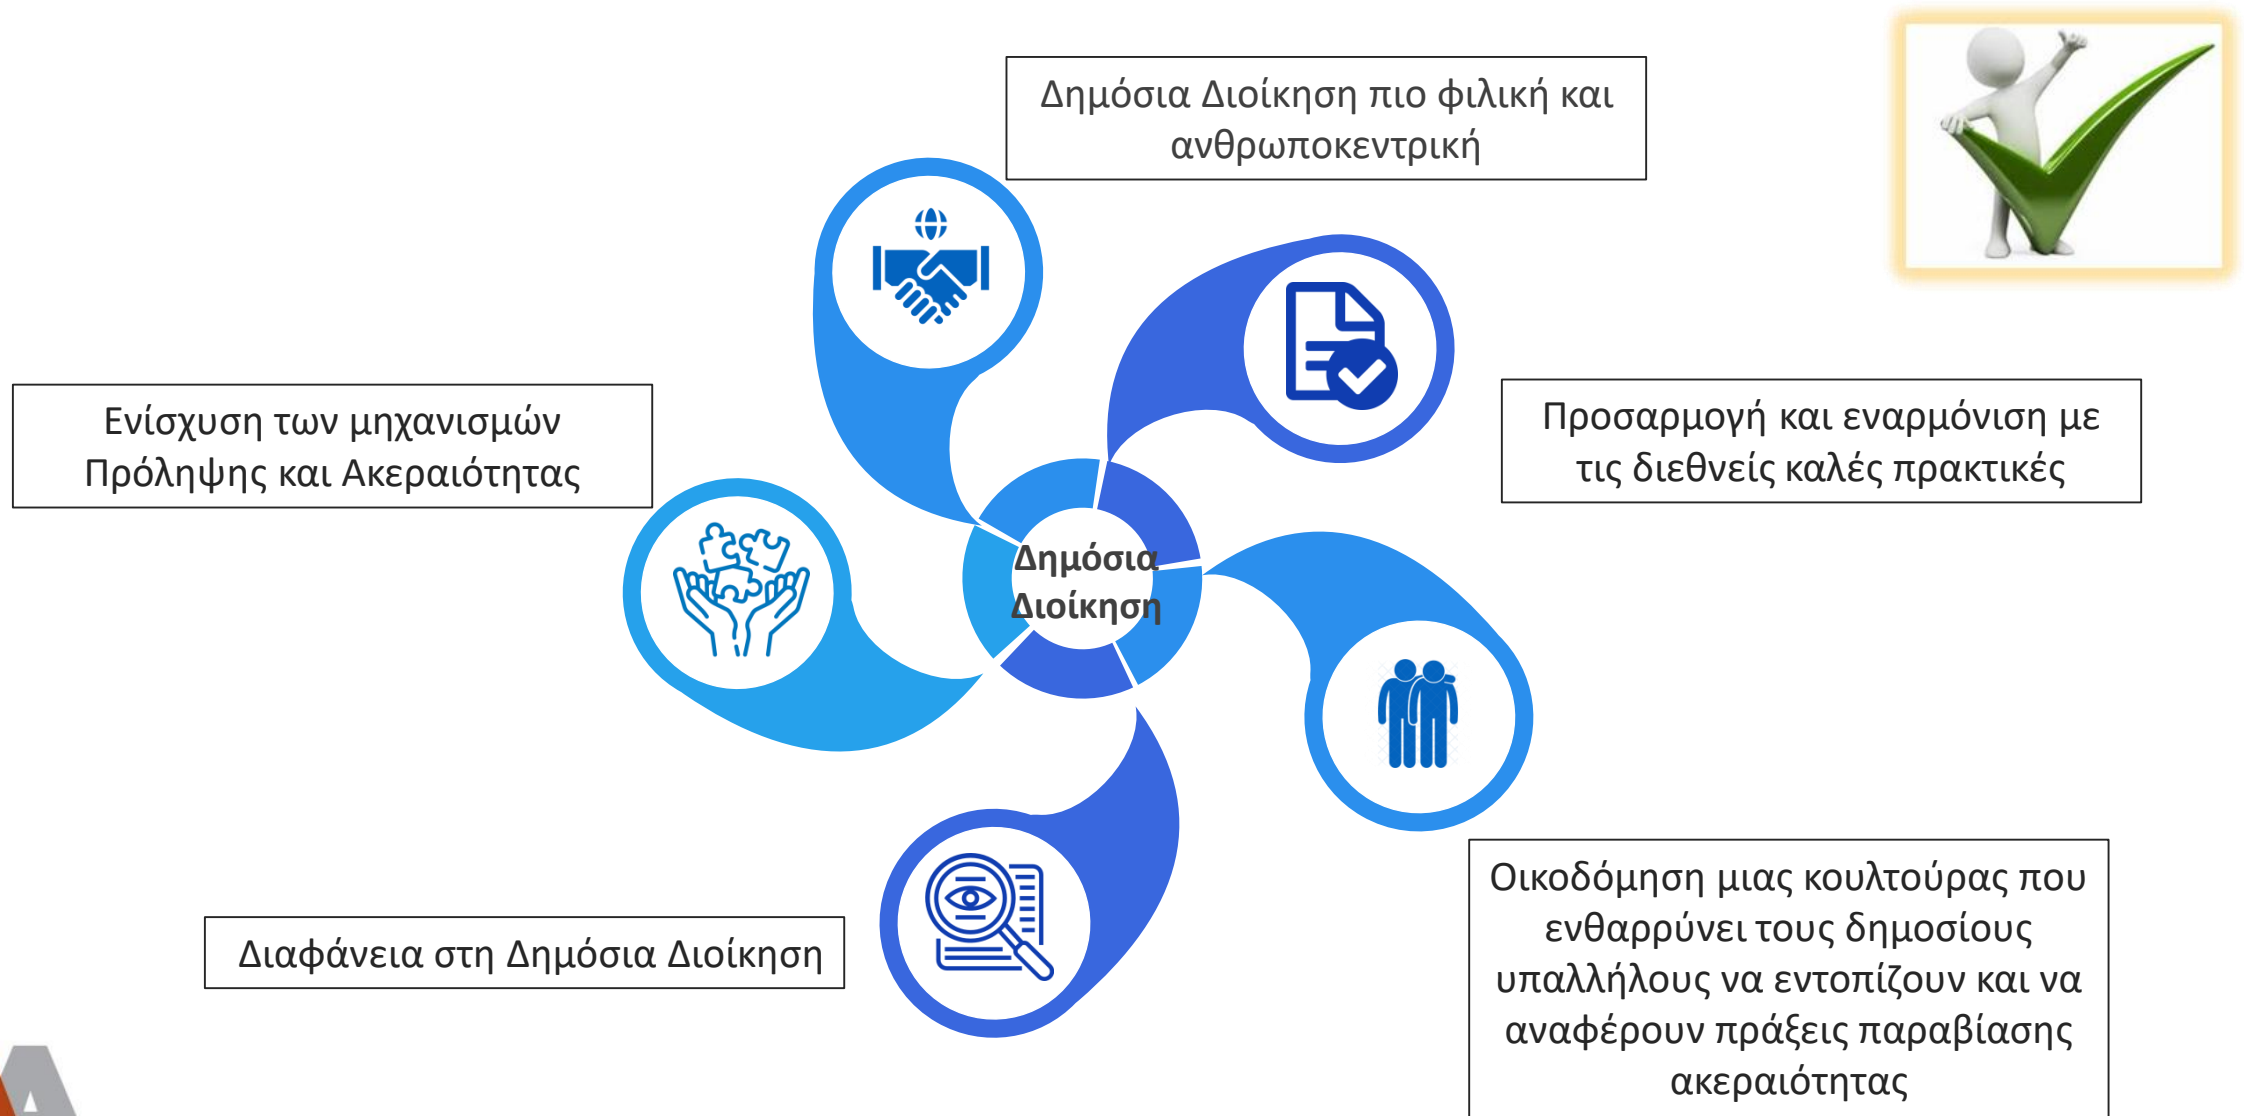 Δημόσια Διοίκηση πιο φιλική και
ανθρωποκεντρική
Ενίσχυση των μηχανισμών
Πρόληψης και Ακεραιότητας
Προσαρμογή και εναρμόνιση με
τις διεθνείς καλές πρακτικές
Δημόσια
Διοίκηση
Διαφάνεια στη Δημόσια Διοίκηση
Οικοδόμηση μιας κουλτούρας που
ενθαρρύνει τους δημοσίους
υπαλλήλους να εντοπίζουν και να
αναφέρουν πράξεις παραβίασης
ακεραιότητας